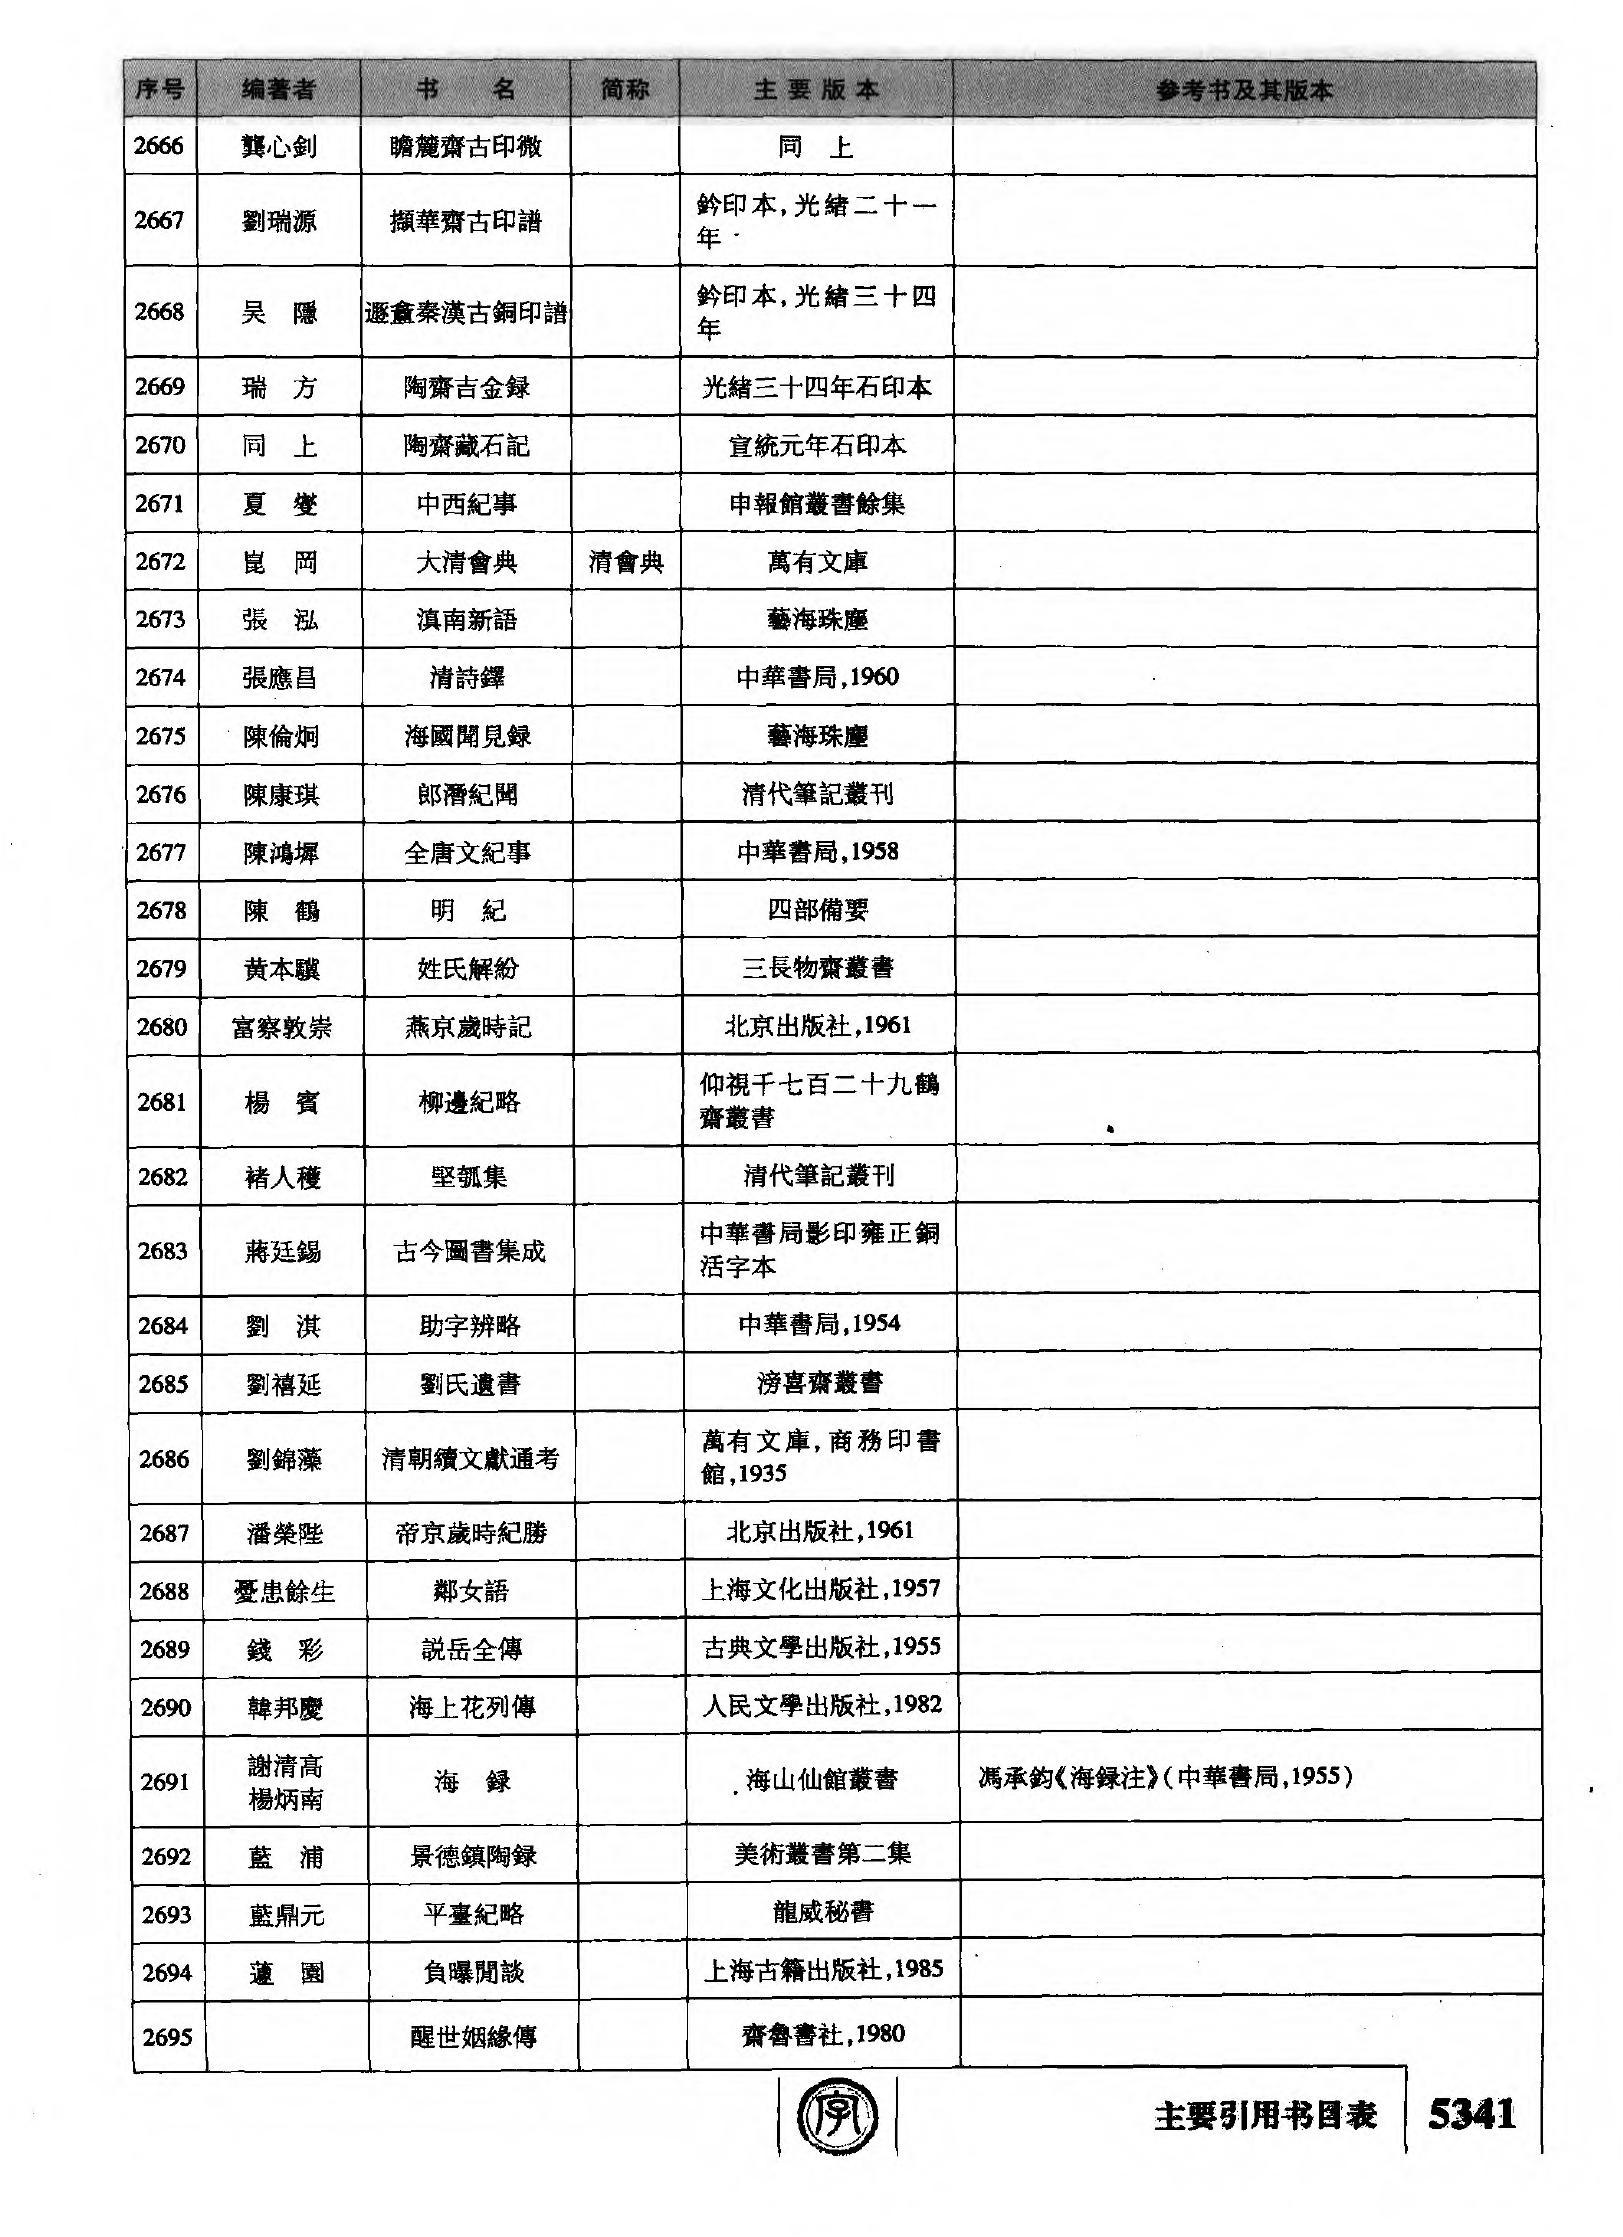 序号 编著者 书 名 简称 主要版本 参考书及其版本
2666 龔心釗 瞻麓齋古印徵 同 上
2667 劉瑞源 擷華齋古印譜 鈐印本,光緒二十一
年
2668 吴 隱 遯盦秦漢古銅印譜 鈐印本,光緒三十四
年
2669 瑞 方 陶齋吉金録 光緒三十四年石印本
2670 同 上 陶齋藏石記 宣統元年石印本
2671 夏 燮 中西紀事 申報館叢書餘集
2672 崑 岡 大清會典 清會典 萬有文庫
2673 張 泓 滇南新語 藝海珠塵
2674 張應昌 清詩鐸 中華書局,1960
2675 陳倫炯 海國聞見録 藝海珠塵
2676 陳康琪 郎潛紀聞 清代筆記叢刊
2677 陳鴻墀 全唐文紀事 中華書局,1958
2678 陳 鶴 明 紀 四部備要
2679 黄本驥 姓氏解紛 三長物齋叢書
2680 富察敦崇 燕京歲時記 北京出版社,1961
2681 楊 賓 柳邊紀略 仰視千七百二十九鶴
齋叢書
2682 褚人穫 堅瓠集 清代筆記叢刊
2683 蔣廷錫 古今圖書集成 中華書局影印雍正銅
活字本
2684 劉 淇 助字辨略 中華書局,1954
2685 劉禧延 劉氏遺書 滂喜齋叢書
2686 劉錦藻 清朝續文獻通考 萬有文庫,商務印書
館,1935
2687 潘榮陛 帝京歲時紀勝 北京出版社,1961
2688 憂患餘生 鄰女語 上海文化出版社,1957
2689 錢 彩 説岳全傳 古典文學出版社,1955
2690 韓邦慶 海上花列傳 人民文學出版社,1982
2691 謝清高
楊炳南 海 録 海山仙館叢書 馮承鈞《海録注》(中華書局,1955)
2692 藍 浦 景德鎮陶録 美術叢書第二集
2693 藍鼎元 平臺紀略 龍威秘書
2694 蘧 園 負曝閒談 上海古籍出版社,1985
2695 醒世姻緣傳 齋魯書社,1980
字
主要引用书目表 5341